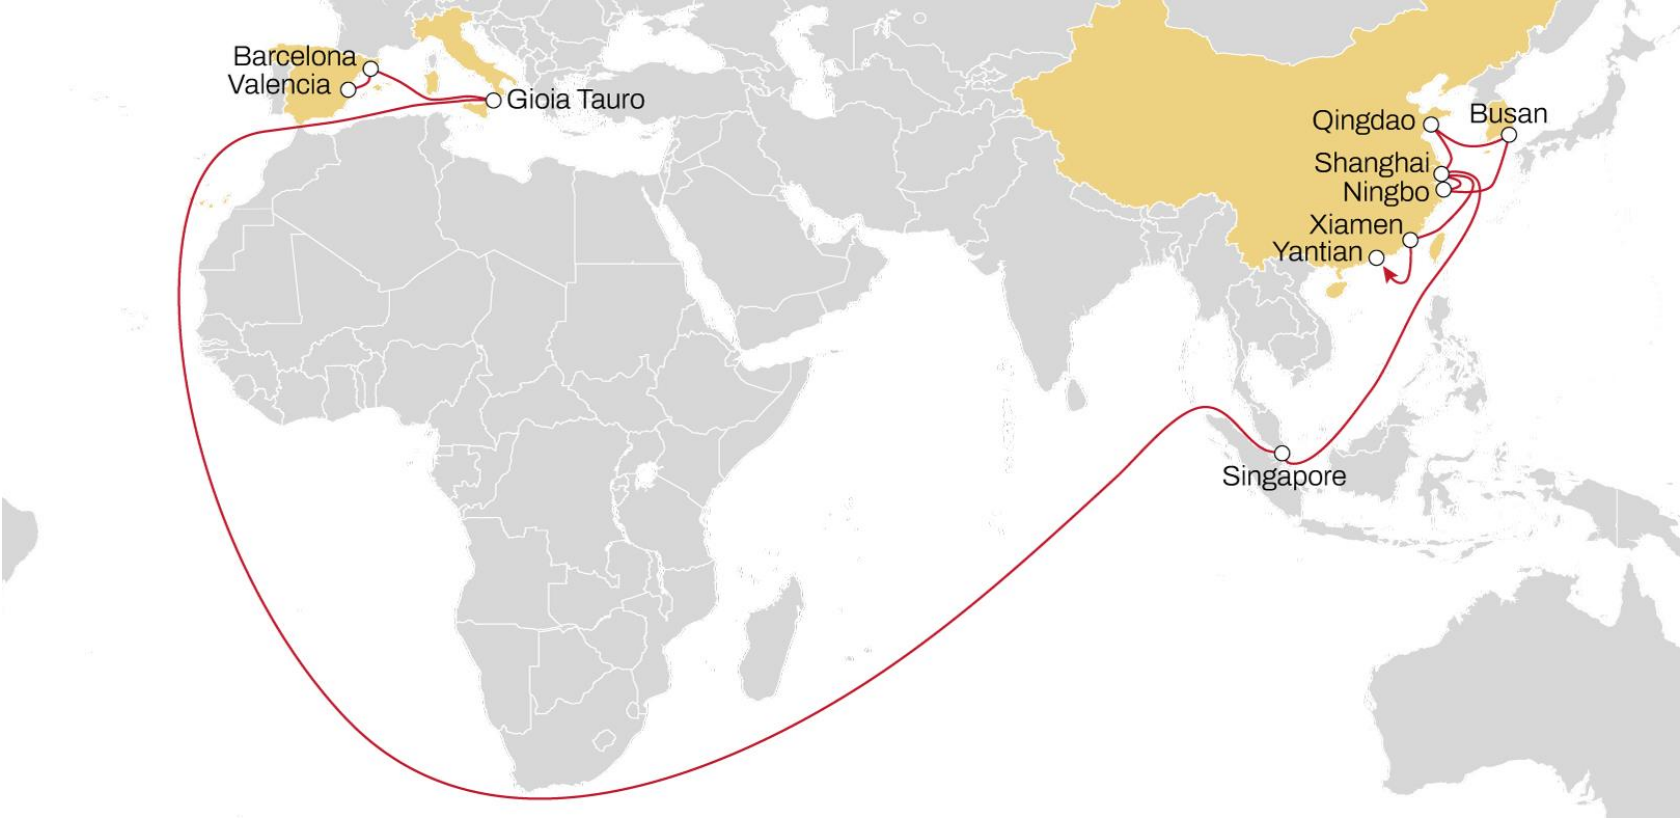 Barcelona
Valencia
Gioia Tauro
Qingdao
Busan
Shanghai
Ningbo
Xiamen
Yantian
Singapore